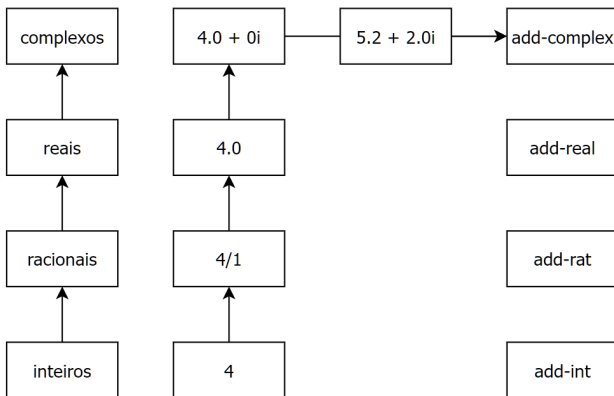 complexos
4.0 + 0i
5.2 + 2.0i
add-complex
reais
4.0
add-real
racionais
4/1
add-rat
inteiros
4
add-int